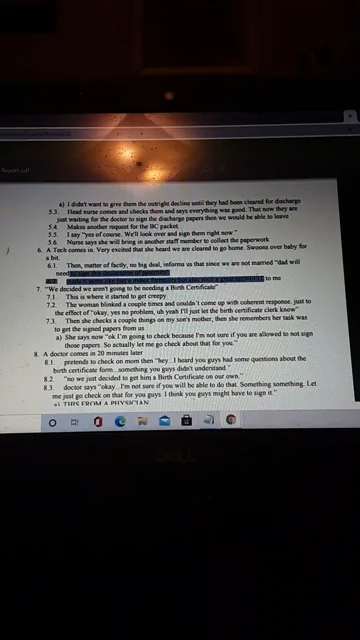 Report.pdf
a) I didn't want to give them the outright decline until they had been cleared for discharge
5.3. Head nurse comes and checks them and says everything was good. That now they are
just waiting for the doctor to sign the discharge papers then we would be able to leave
5.4. Makes another request for the BC packet.
5.5. I say "yes of course. We'll look over and sign them right now."
5.6. Nurse says she will bring in another staff member to collect the paperwork
6. A Tech comes in. Very excited that she heard we are cleared to go home. Swoons over baby for
a bit.
6.1. Then, matter of factly, no big deal, informs us that since we are not married "dad will
need
to me
7. "We decided we aren't going to be needing a Birth Certificate"
7.1. This is where it started to get creepy
7.2. The woman blinked a couple times and couldn't come up with coherent response. just to
the effect of "okay, yes no problem, uh yeah I'll just let the birth certificate clerk know"
7.3. Then she checks a couple things on my son's mother, then she remembers her task was
to get the signed papers from us
a) She says now "ok I'm going to check because I'm not sure if you are allowed to not sign
those papers. So actually let me go check about that for you."
8. A doctor comes in 20 minutes later
8.1. pretends to check on mom then "hey...I heard you guys had some questions about the
birth certificate form...something you didn't understand."
8.2. "no we just decided to get him a Birth Certificate on our own."
8.3. doctor says "okay...I'm not sure if you will be able to do that. Something something. Let
me just go check on that for you guys. I think you guys might have to sign it."
a) THIS FROM A PHYSICIAN
DELL